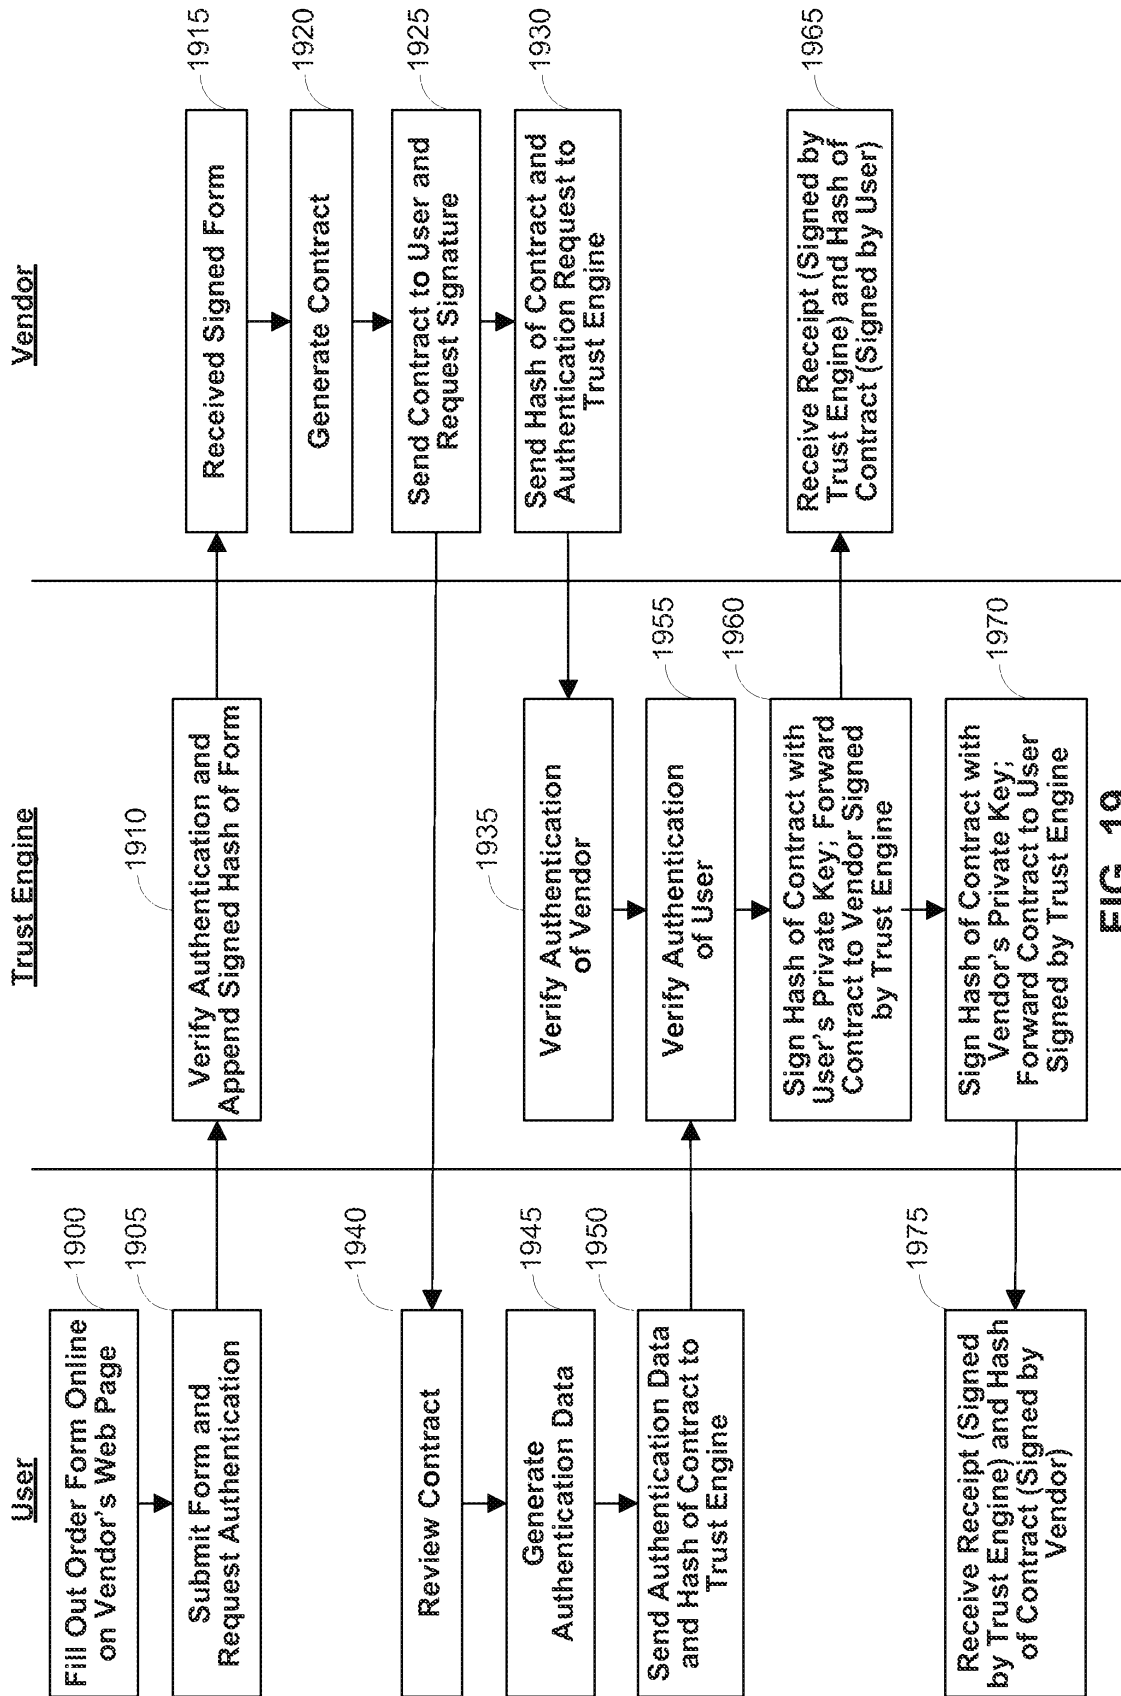 User
Trust Engine
Vendor
1900
Fill Out Order Form Online
on Vendor's Web Page
1905
Submit Form and
Request Authentication
1910
Verify Authentication and
Append Signed Hash of Form
1915
Received Signed Form
1920
Generate Contract
1925
Send Contract to User and
Request Signature
1930
Send Hash of Contract and
Authentication Request to
Trust Engine
1935
Verify Authentication
of Vendor
1940
Review Contract
1945
Generate
Authentication Data
1950
Send Authentication Data
and Hash of Contract to
Trust Engine
1955
Verify Authentication
of User
1960
Sign Hash of Contract with
User's Private Key; Forward
Contract to Vendor Signed
by Trust Engine
1965
Receive Receipt (Signed by
Trust Engine) and Hash of
Contract (Signed by User)
1970
Sign Hash of Contract with
Vendor's Private Key;
Forward Contract to User
Signed by Trust Engine
1975
Receive Receipt (Signed
by Trust Engine) and Hash
of Contract (Signed by
Vendor)
FIG. 19